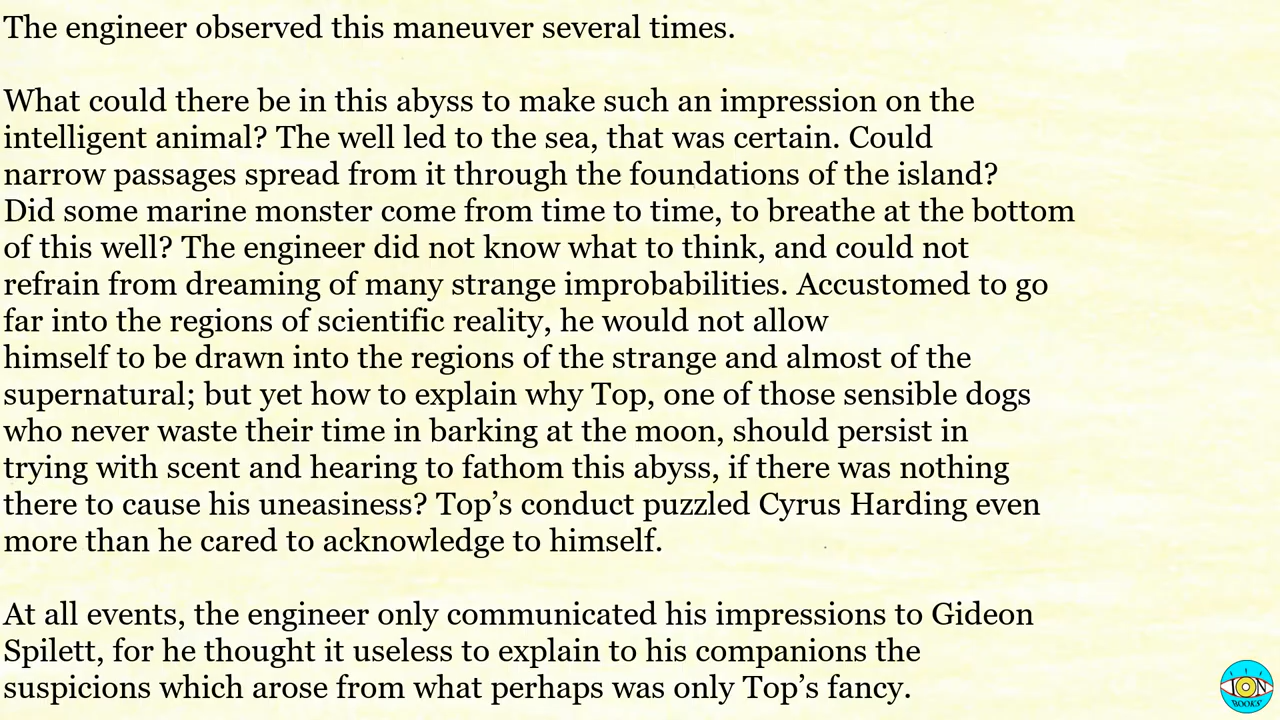 The engineer observed this maneuver several times.
What could there be in this abyss to make such an impression on the
intelligent animal? The well led to the sea, that was certain. Could
narrow passages spread from it through the foundations of the island?
Did some marine monster come from time to time, to breathe at the bottom
of this well? The engineer did not know what to think, and could not
refrain from dreaming of many strange improbabilities. Accustomed to go
far into the regions of scientific reality, he would not allow
himself to be drawn into the regions of the strange and almost of the
supernatural; but yet how to explain why Top, one of those sensible dogs
who never waste their time in barking at the moon, should persist in
trying with scent and hearing to fathom this abyss, if there was nothing
there to cause his uneasiness? Top’s conduct puzzled Cyrus Harding even
more than he cared to acknowledge to himself.
At all events, the engineer only communicated his impressions to Gideon
Spilett, for he thought it useless to explain to his companions the
suspicions which arose from what perhaps was only Top’s fancy.
ION
BOOKS